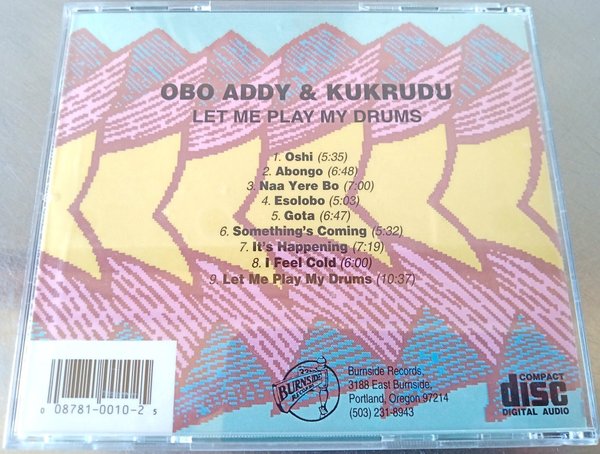 OBO ADDY & KUKRUDU
LET ME PLAY MY DRUMS
1. Oshi (5:35)
2. Abongo (6:48)
3. Naa Yere Bo (7:00)
4. Esolobo (5:03)
5. Gota (6:47)
6. Something's Coming (5:32)
7. It's Happening (7:19)
8. I Feel Cold (6:00)
9. Let Me Play My Drums (10:37)
0 08781-0010-2 5
BURNSIDE
RECORDS
Burnside Records,
3188 East Burnside,
Portland, Oregon 97214
(503) 231-8943
COMPACT
disc
DIGITAL AUDIO